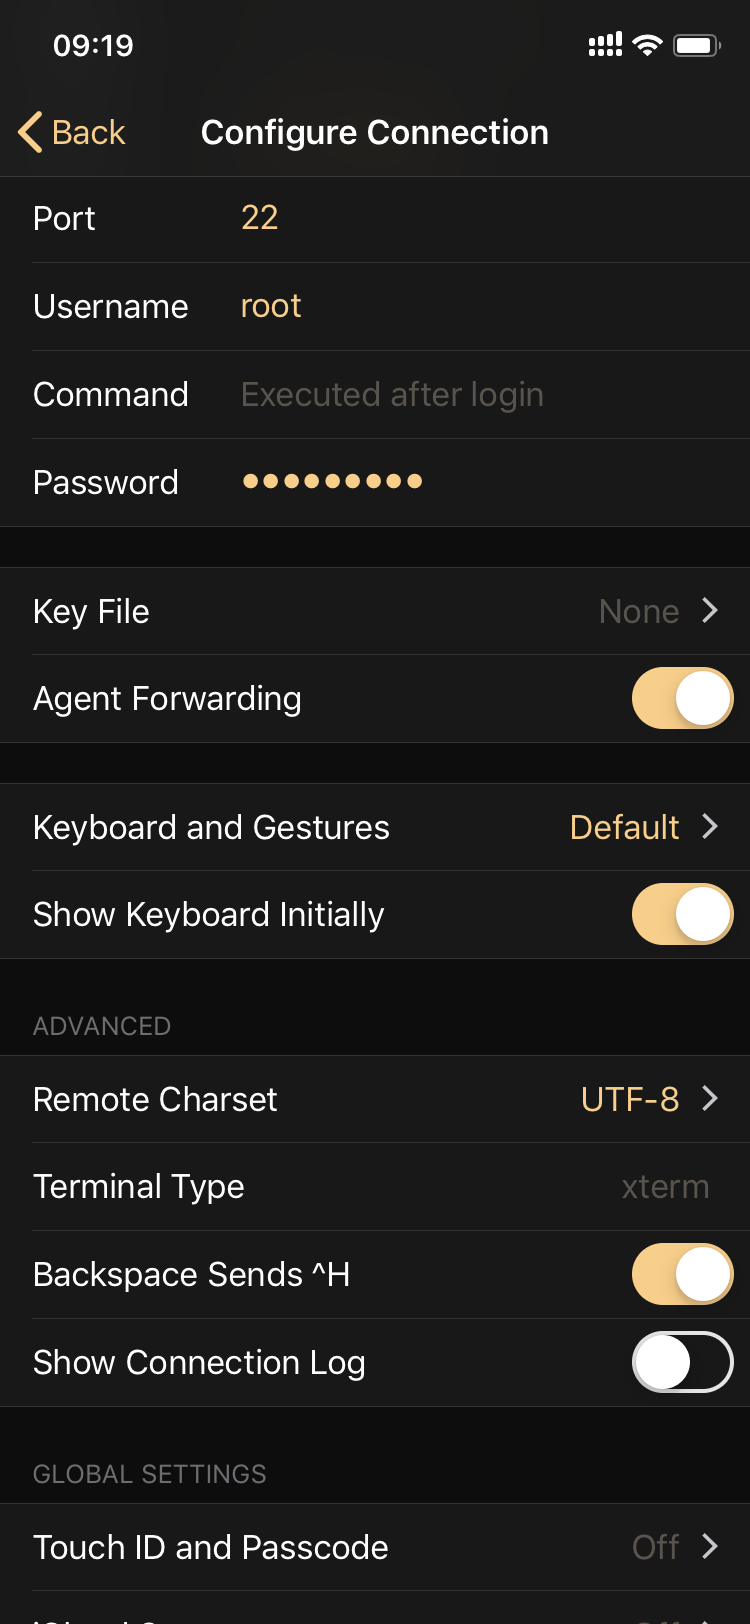 09:19
Back Configure Connection
Port 22
Username root
Command Executed after login
Password
Key File None
Agent Forwarding
Keyboard and Gestures Default
Show Keyboard Initially
ADVANCED
Remote Charset UTF-8
Terminal Type xterm
Backspace Sends ^H
Show Connection Log
GLOBAL SETTINGS
Touch ID and Passcode Off